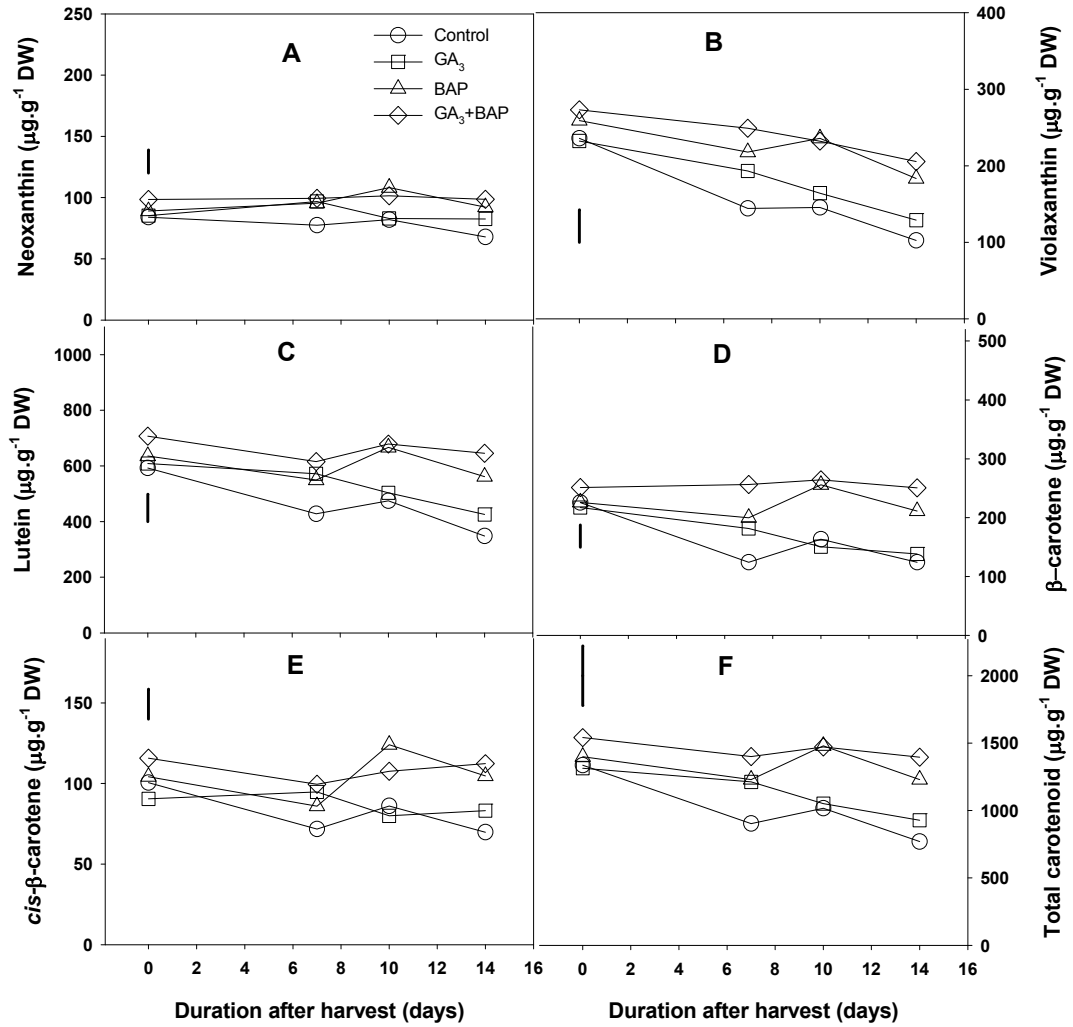 A
Control
GA3
BAP
GA3+BAP
250
200
150
100
50
0
Neoxanthin (µg.g-1 DW)
B
400
300
200
100
0
Violaxanthin (µg.g-1 DW)
C
1000
800
600
400
200
0
Lutein (µg.g-1 DW)
D
500
400
300
200
100
0
β–carotene (µg.g-1 DW)
E
150
100
50
0
cis-β-carotene (µg.g-1 DW)
0 2 4 6 8 10 12 14 16
Duration after harvest (days)
F
2000
1500
1000
500
0
Total carotenoid (µg.g-1 DW)
0 2 4 6 8 10 12 14 16
Duration after harvest (days)